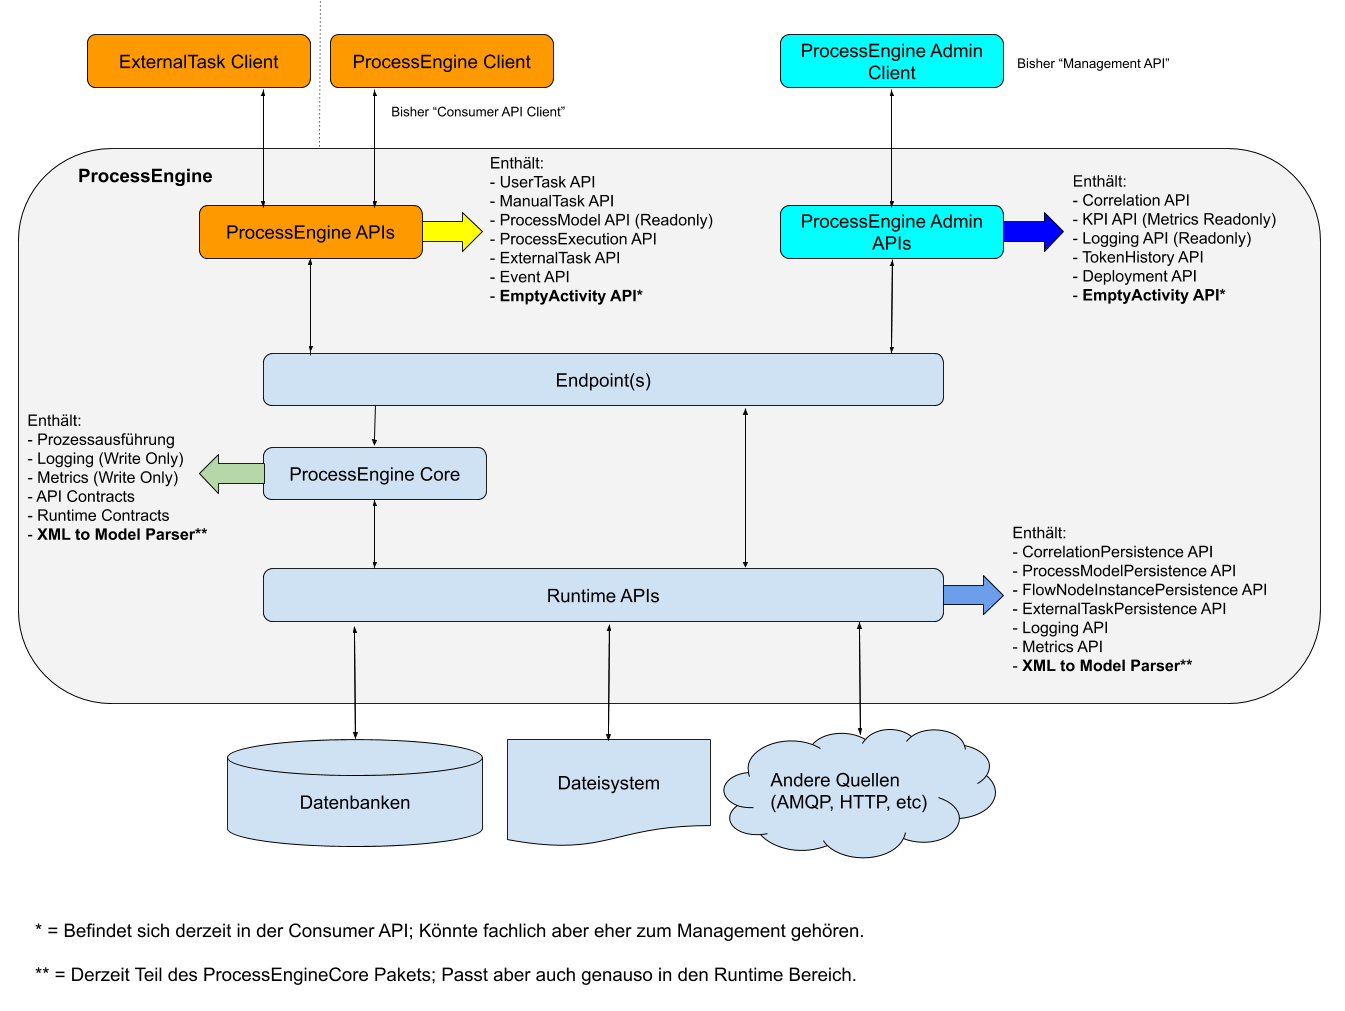 ExternalTask Client
ProcessEngine Client
ProcessEngine Admin
Client
Bisher “Management API”
Bisher “Consumer API Client”
ProcessEngine
ProcessEngine APIs
Enthält:
- UserTask API
- ManualTask API
- ProcessModel API (Readonly)
- ProcessExecution API
- ExternalTask API
- Event API
- EmptyActivity API*
ProcessEngine Admin
APIs
Enthält:
- Correlation API
- KPI API (Metrics Readonly)
- Logging API (Readonly)
- TokenHistory API
- Deployment API
- EmptyActivity API*
Endpoint(s)
Enthält:
- Prozessausführung
- Logging (Write Only)
- Metrics (Write Only)
- API Contracts
- Runtime Contracts
- XML to Model Parser**
ProcessEngine Core
Runtime APIs
Enthält:
- CorrelationPersistence API
- ProcessModelPersistence API
- FlowNodeInstancePersistence API
- ExternalTaskPersistence API
- Logging API
- Metrics API
- XML to Model Parser**
Datenbanken
Dateisystem
Andere Quellen
(AMQP, HTTP, etc)
* = Befindet sich derzeit in der Consumer API; Könnte fachlich aber eher zum Management gehören.
** = Derzeit Teil des ProcessEngineCore Pakets; Passt aber auch genauso in den Runtime Bereich.